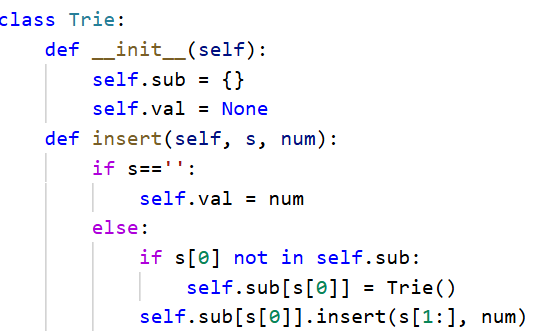 class Trie:
    def __init__(self):
        self.sub = {}
        self.val = None
    def insert(self, s, num):
        if s=='':
            self.val = num
        else:
            if s[0] not in self.sub:
                self.sub[s[0]] = Trie()
            self.sub[s[0]].insert(s[1:], num)